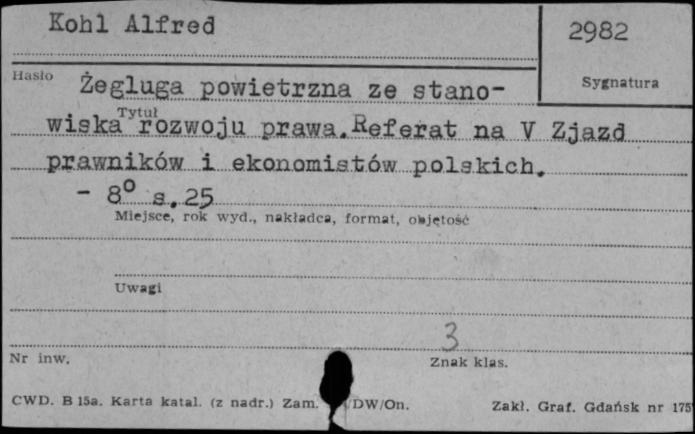 Kohl Alfred
2982
Hasło
Sygnatura
Żegluga powietrzna ze stano-
Tytuł
wiska rozwoju prawa. Referat na V Zjazd
prawników i ekonomistów polskich.
- 8° s. 25
Miejsce, rok wyd., nakładca, format, objętość
Uwagi
3
Nr inw.
Znak klas.
CWD. B 15a. Karta katal. (z nadr.) Zam. /DW/On.
Zakł. Graf. Gdańsk nr 175